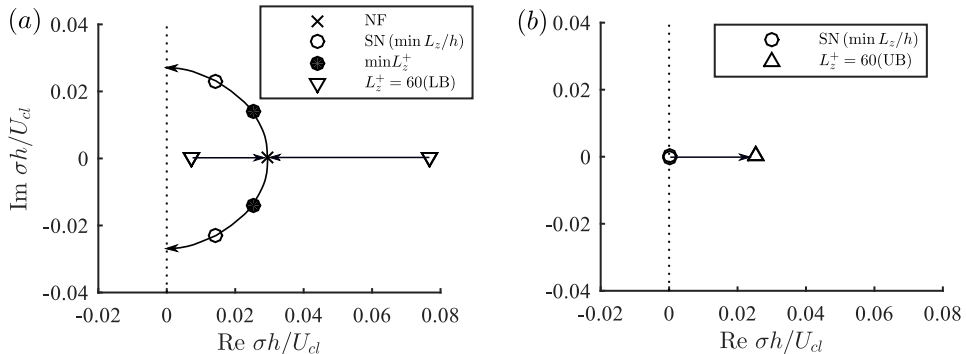 (a)
NF
SN (min L_z/h)
min L_z^+
L_z^+ = 60(LB)
0.04
0.02
0
-0.02
-0.04
Im σh/U_cl
-0.02
0
0.02
0.04
0.06
0.08
Re σh/U_cl
(b)
SN (min L_z/h)
L_z^+ = 60(UB)
0.04
0.02
0
-0.02
-0.04
-0.02
0
0.02
0.04
0.06
0.08
Re σh/U_cl